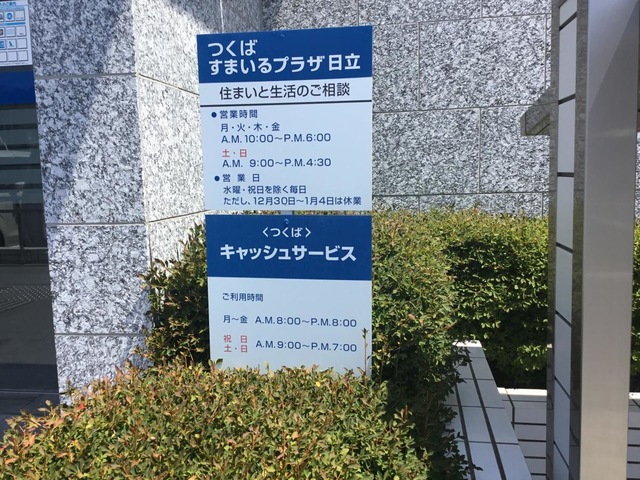 つくば
すまいるプラザ日立
住まいと生活のご相談
●営業時間
月・火・木・金
A.M.10:00〜P.M.6:00
土・日
A.M. 9:00〜P.M.4:30
●営業日
水曜・祝日を除く毎日
ただし、12月30日〜1月4日は休業
〈つくば〉
キャッシュサービス
ご利用時間
月〜金 A.M.8:00〜P.M.8:00
祝日
土・日 A.M.9:00〜P.M.7:00